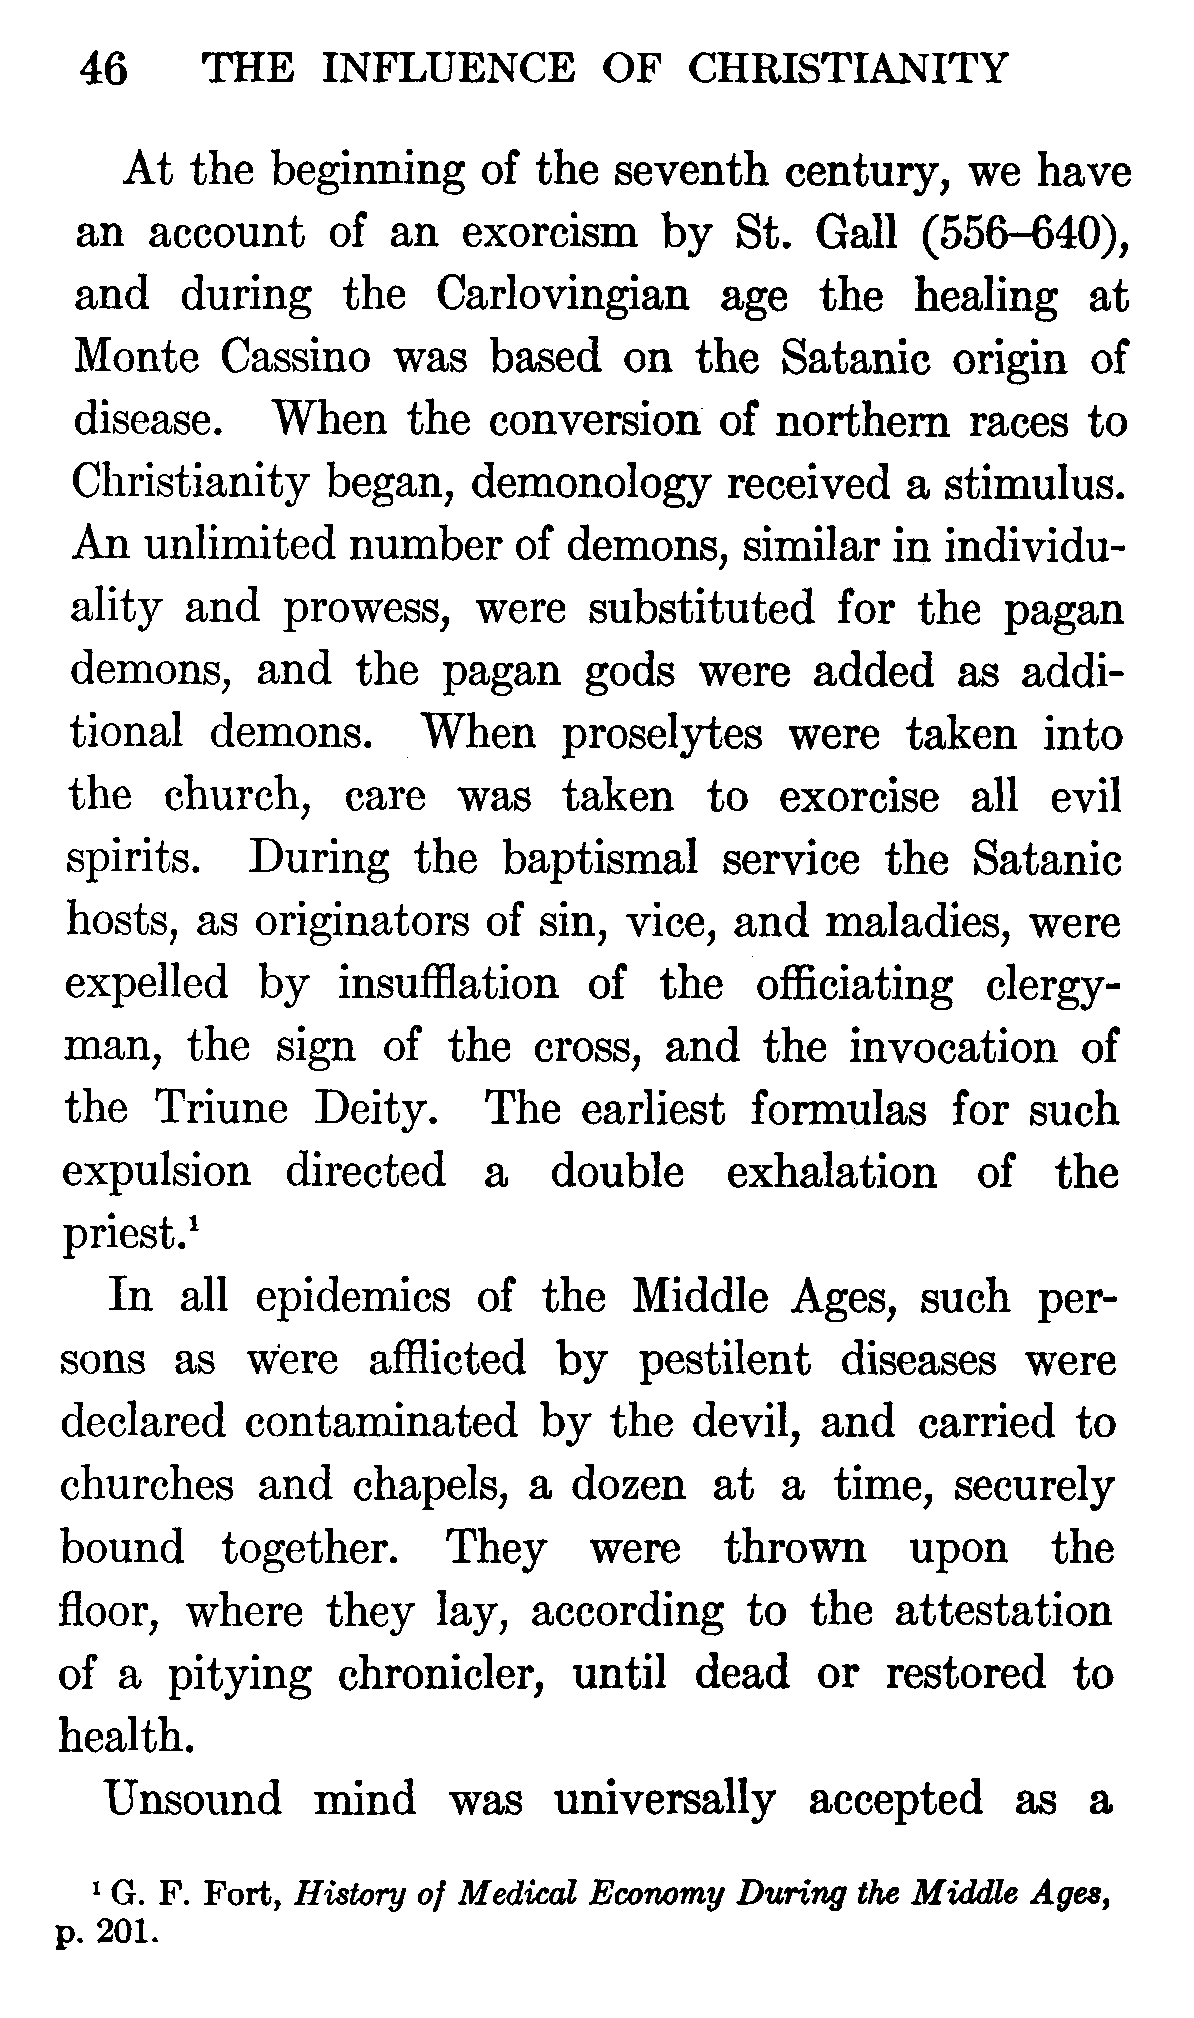 46 THE INFLUENCE OF CHRISTIANITY
At the beginning of the seventh century, we have
an account of an exorcism by St. Gall (556–640),
and during the Carlovingian age the healing at
Monte Cassino was based on the Satanic origin of
disease. When the conversion of northern races to
Christianity began, demonology received a stimulus.
An unlimited number of demons, similar in individu-
ality and prowess, were substituted for the pagan
demons, and the pagan gods were added as addi-
tional demons. When proselytes were taken into
the church, care was taken to exorcise all evil
spirits. During the baptismal service the Satanic
hosts, as originators of sin, vice, and maladies, were
expelled by insufflation of the officiating clergy-
man, the sign of the cross, and the invocation of
the Triune Deity. The earliest formulas for such
expulsion directed a double exhalation of the
priest.¹
In all epidemics of the Middle Ages, such per-
sons as were afflicted by pestilent diseases were
declared contaminated by the devil, and carried to
churches and chapels, a dozen at a time, securely
bound together. They were thrown upon the
floor, where they lay, according to the attestation
of a pitying chronicler, until dead or restored to
health.
Unsound mind was universally accepted as a
¹ G. F. Fort, History of Medical Economy During the Middle Ages,
p. 201.